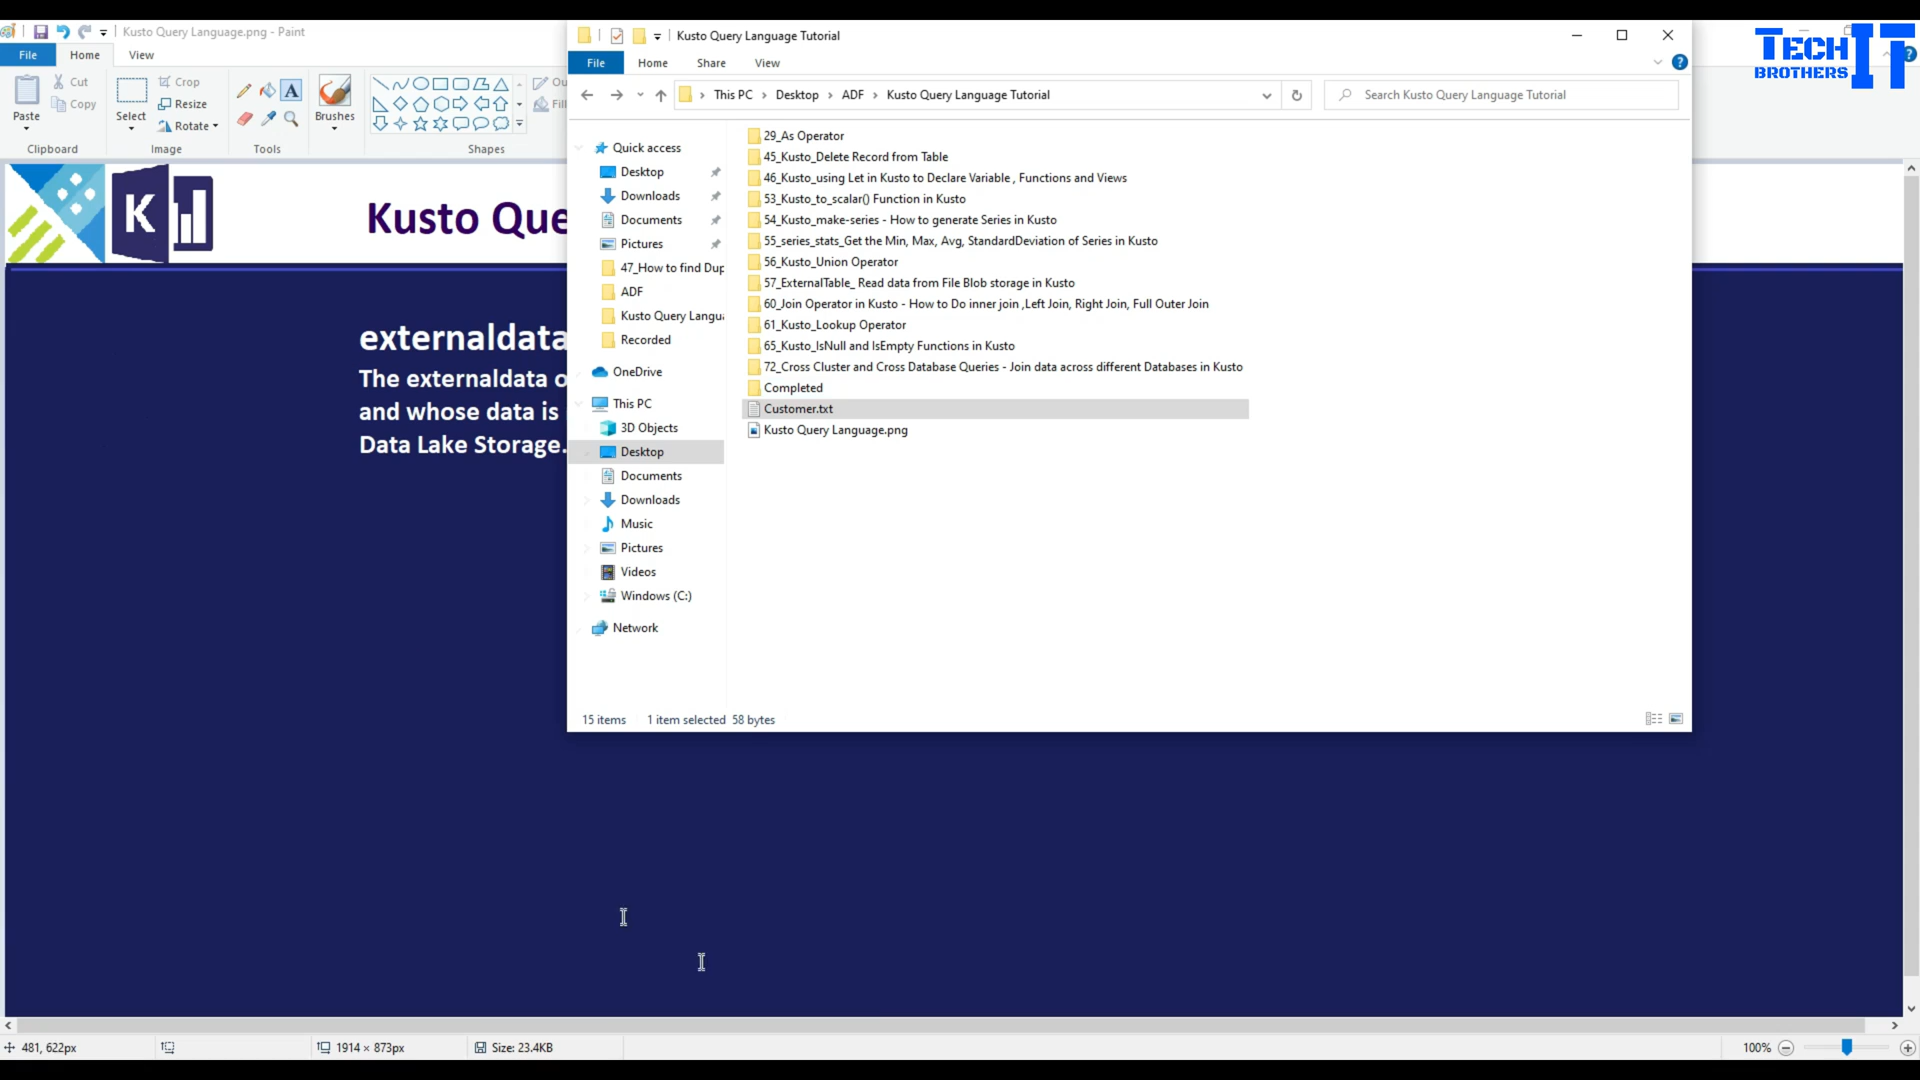 Kusto Query Language.png - Paint
File
Home
View
Paste
Cut
Copy
Clipboard
Select
Crop
Resize
Rotate
Image
Tools
Brushes
Shapes
Kusto Que
externaldata
The externaldata o
and whose data is
Data Lake Storage.
Kusto Query Language Tutorial
File
Home
Share
View
This PC
Desktop
ADF
Kusto Query Language Tutorial
Search Kusto Query Language Tutorial
Quick access
Desktop
Downloads
Documents
Pictures
47_How to find Dup
ADF
Kusto Query Langua
Recorded
OneDrive
This PC
3D Objects
Desktop
Documents
Downloads
Music
Pictures
Videos
Windows (C:)
Network
29_As Operator
45_Kusto_Delete Record from Table
46_Kusto_using Let in Kusto to Declare Variable , Functions and Views
53_Kusto_to_scalar() Function in Kusto
54_Kusto_make-series - How to generate Series in Kusto
55_series_stats_Get the Min, Max, Avg, StandardDeviation of Series in Kusto
56_Kusto_Union Operator
57_ExternalTable_ Read data from File Blob storage in Kusto
60_Join Operator in Kusto - How to Do inner join ,Left Join, Right Join, Full Outer Join
61_Kusto_Lookup Operator
65_Kusto_IsNull and IsEmpty Functions in Kusto
72_Cross Cluster and Cross Database Queries - Join data across different Databases in Kusto
Completed
Customer.txt
Kusto Query Language.png
15 items 1 item selected 58 bytes
TECH IT
BROTHERS
481, 622px
1914 × 873px
Size: 23.4KB
100%